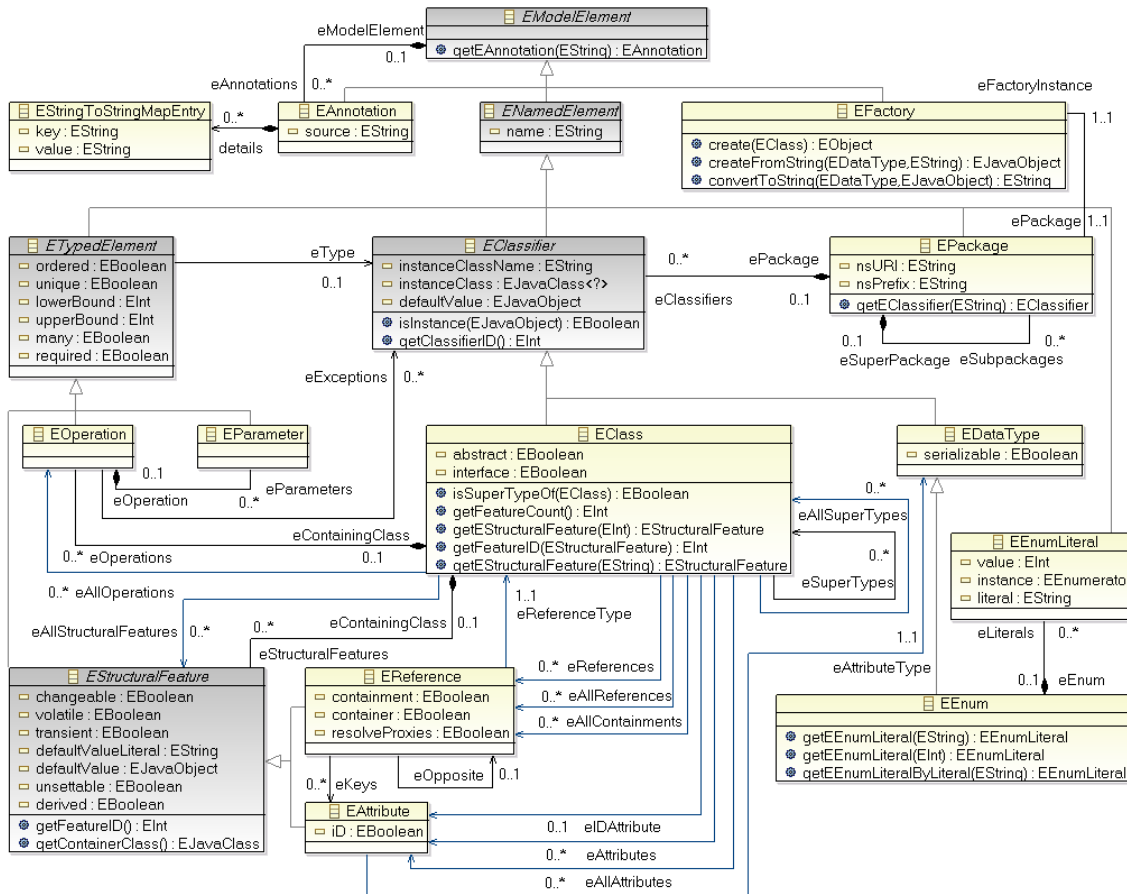 EModelElement
getEAnnotation(EString) : EAnnotation
eModelElement
0..1
eAnnotations
0..*
EStringToStringMapEntry
key : EString
value : EString
0..*
details
EAnnotation
source : EString
ENamedElement
name : EString
EFactory
create(EClass) : EObject
createFromString(EDataType,EString) : EJavaObject
convertToString(EDataType,EJavaObject) : EString
eFactoryInstance
1..1
ePackage
1..1
ETypedElement
ordered : EBoolean
unique : EBoolean
lowerBound : EInt
upperBound : EInt
many : EBoolean
required : EBoolean
eType
0..1
EClassifier
instanceClassName : EString
instanceClass : EJavaClass<?>
defaultValue : EJavaObject
isInstance(EJavaObject) : EBoolean
getClassifierID() : EInt
0..*
ePackage
eClassifiers
0..1
EPackage
nsURI : EString
nsPrefix : EString
getEClassifier(EString) : EClassifier
0..1
0..*
eSuperPackage
eSubpackages
eExceptions
0..*
EOperation
EParameter
0..1
eOperation
0..*
eParameters
EClass
abstract : EBoolean
interface : EBoolean
isSuperTypeOf(EClass) : EBoolean
getFeatureCount() : EInt
getEStructuralFeature(EInt) : EStructuralFeature
getFeatureID(EStructuralFeature) : EInt
getEStructuralFeature(EString) : EStructuralFeature
EDataType
serializable : EBoolean
0..*
eAllSuperTypes
0..*
eSuperTypes
eContainingClass
0..*
eOperations
0..1
0..*
eAllOperations
EEnumLiteral
value : EInt
instance : EEnumerato
literal : EString
eAllStructuralFeatures
0..*
0..*
eContainingClass
0..1
eStructuralFeatures
1..1
eReferenceType
1..1
eLiterals
0..*
eAttributeType
0..1
eEnum
EStructuralFeature
changeable : EBoolean
volatile : EBoolean
transient : EBoolean
defaultValueLiteral : EString
defaultValue : EJavaObject
unsettable : EBoolean
derived : EBoolean
getFeatureID() : EInt
getContainerClass() : EJavaClass
EReference
containment : EBoolean
container : EBoolean
resolveProxies : EBoolean
0..*
eReferences
0..*
eAllReferences
0..*
eAllContainments
EEnum
getEEnumLiteral(EString) : EEnumLiteral
getEEnumLiteral(EInt) : EEnumLiteral
getEEnumLiteralByLiteral(EString) : EEnumLiteral
0..*
eKeys
eOpposite
0..1
EAttribute
iD : EBoolean
0..1
eIDAttribute
0..*
eAttributes
0..*
eAllAttributes